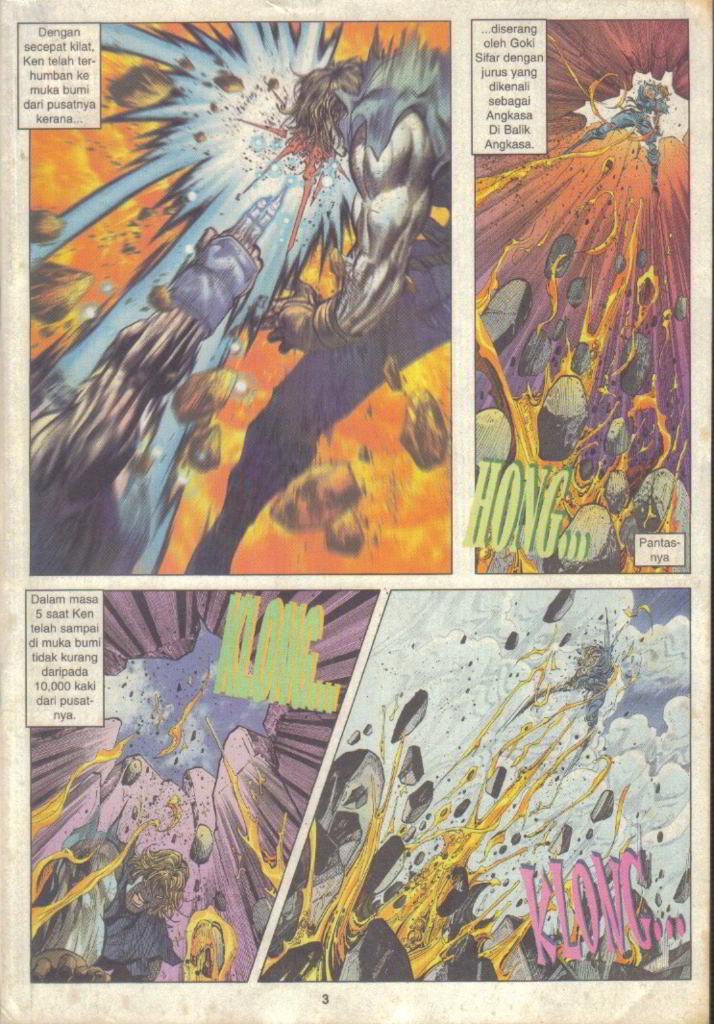 Dengan
secepat kilat,
Ken telah ter-
humban ke
muka bumi
dari pusatnya
kerana...
...diserang
oleh Goki
Sifar dengan
jurus yang
dikenali
sebagai
Angkasa
Di Balik
Angkasa.
HONG....
Pantas-
nya
Dalam masa
5 saat Ken
telah sampai
di muka bumi
tidak kurang
daripada
10,000 kaki
dari pusat-
nya.
KLONG...
KLONG...
3